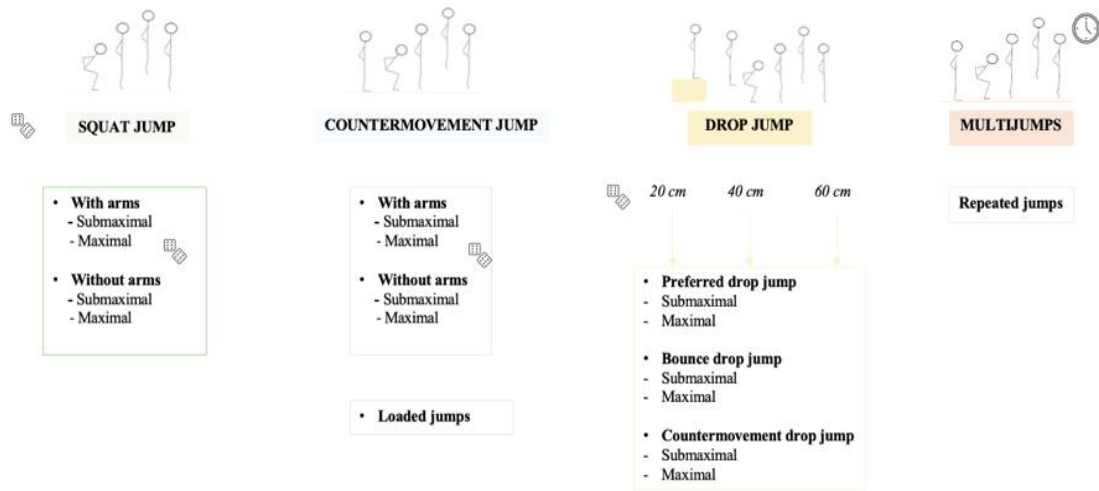 SQUAT JUMP
• With arms
- Submaximal
- Maximal
• Without arms
- Submaximal
- Maximal
COUNTERMOVEMENT JUMP
• With arms
- Submaximal
- Maximal
• Without arms
- Submaximal
- Maximal
• Loaded jumps
DROP JUMP
20 cm 40 cm 60 cm
• Preferred drop jump
- Submaximal
- Maximal
• Bounce drop jump
- Submaximal
- Maximal
• Countermovement drop jump
- Submaximal
- Maximal
MULTIJUMPS
Repeated jumps